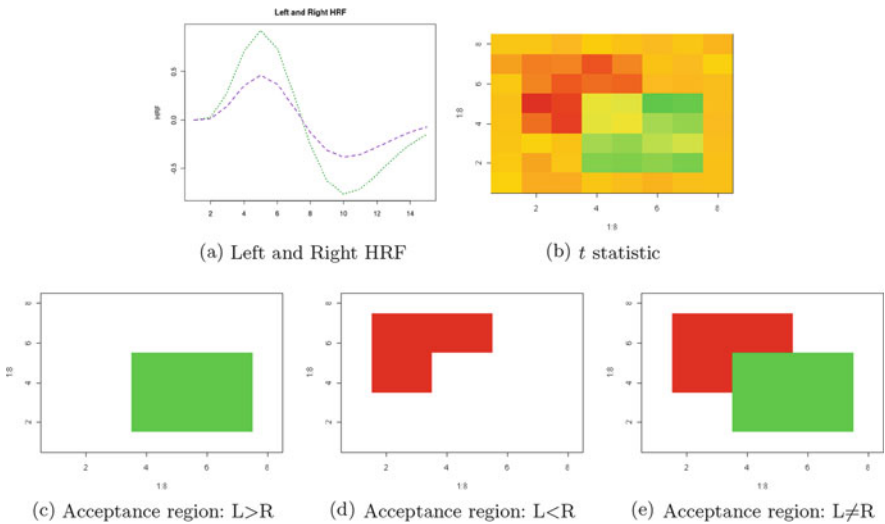 Left and Right HRF
HRF
0.5
0.0
-0.5
2 4 6 8 10 12 14
(a) Left and Right HRF
1:8
8
6
4
2
2 4 6 8
1:8
(b) t statistic
1:8
8
6
4
2
2 4 6 8
1:8
(c) Acceptance region: L>R
1:8
8
6
4
2
2 4 6 8
1:8
(d) Acceptance region: L<R
1:8
8
6
4
2
2 4 6 8
1:8
(e) Acceptance region: L≠R